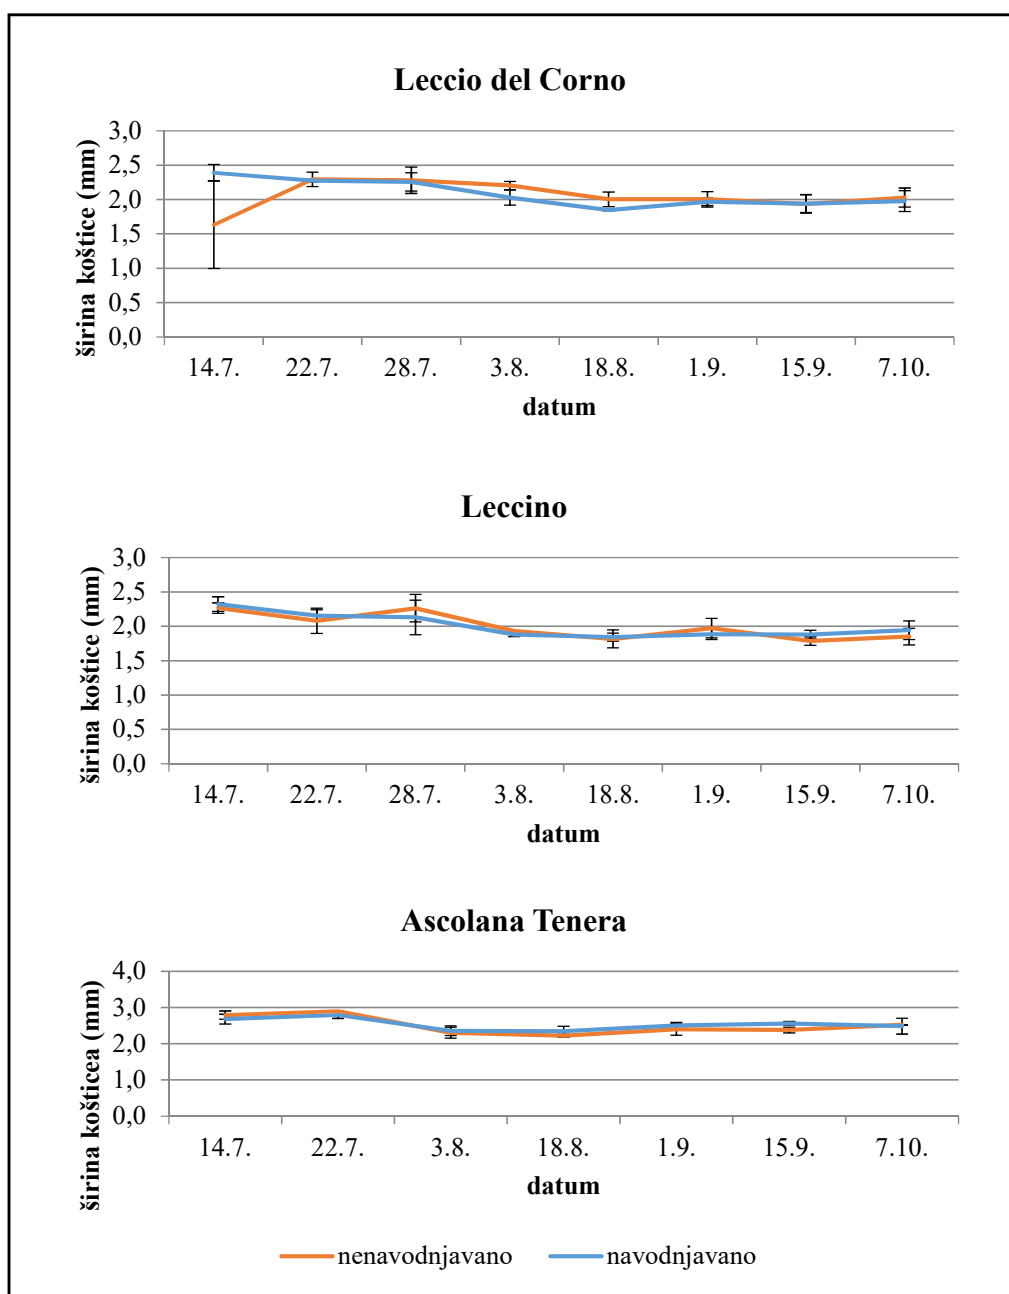 Leccio del Corno
širina koštice (mm)
3,0
2,5
2,0
1,5
1,0
0,5
0,0
14.7. 22.7. 28.7. 3.8. 18.8. 1.9. 15.9. 7.10.
datum
Leccino
širina koštice (mm)
3,0
2,5
2,0
1,5
1,0
0,5
0,0
14.7. 22.7. 28.7. 3.8. 18.8. 1.9. 15.9. 7.10.
datum
Ascolana Tenera
širina košticea (mm)
4,0
3,0
2,0
1,0
0,0
14.7. 22.7. 3.8. 18.8. 1.9. 15.9. 7.10.
datum
nenavodnjavano navodnjavano